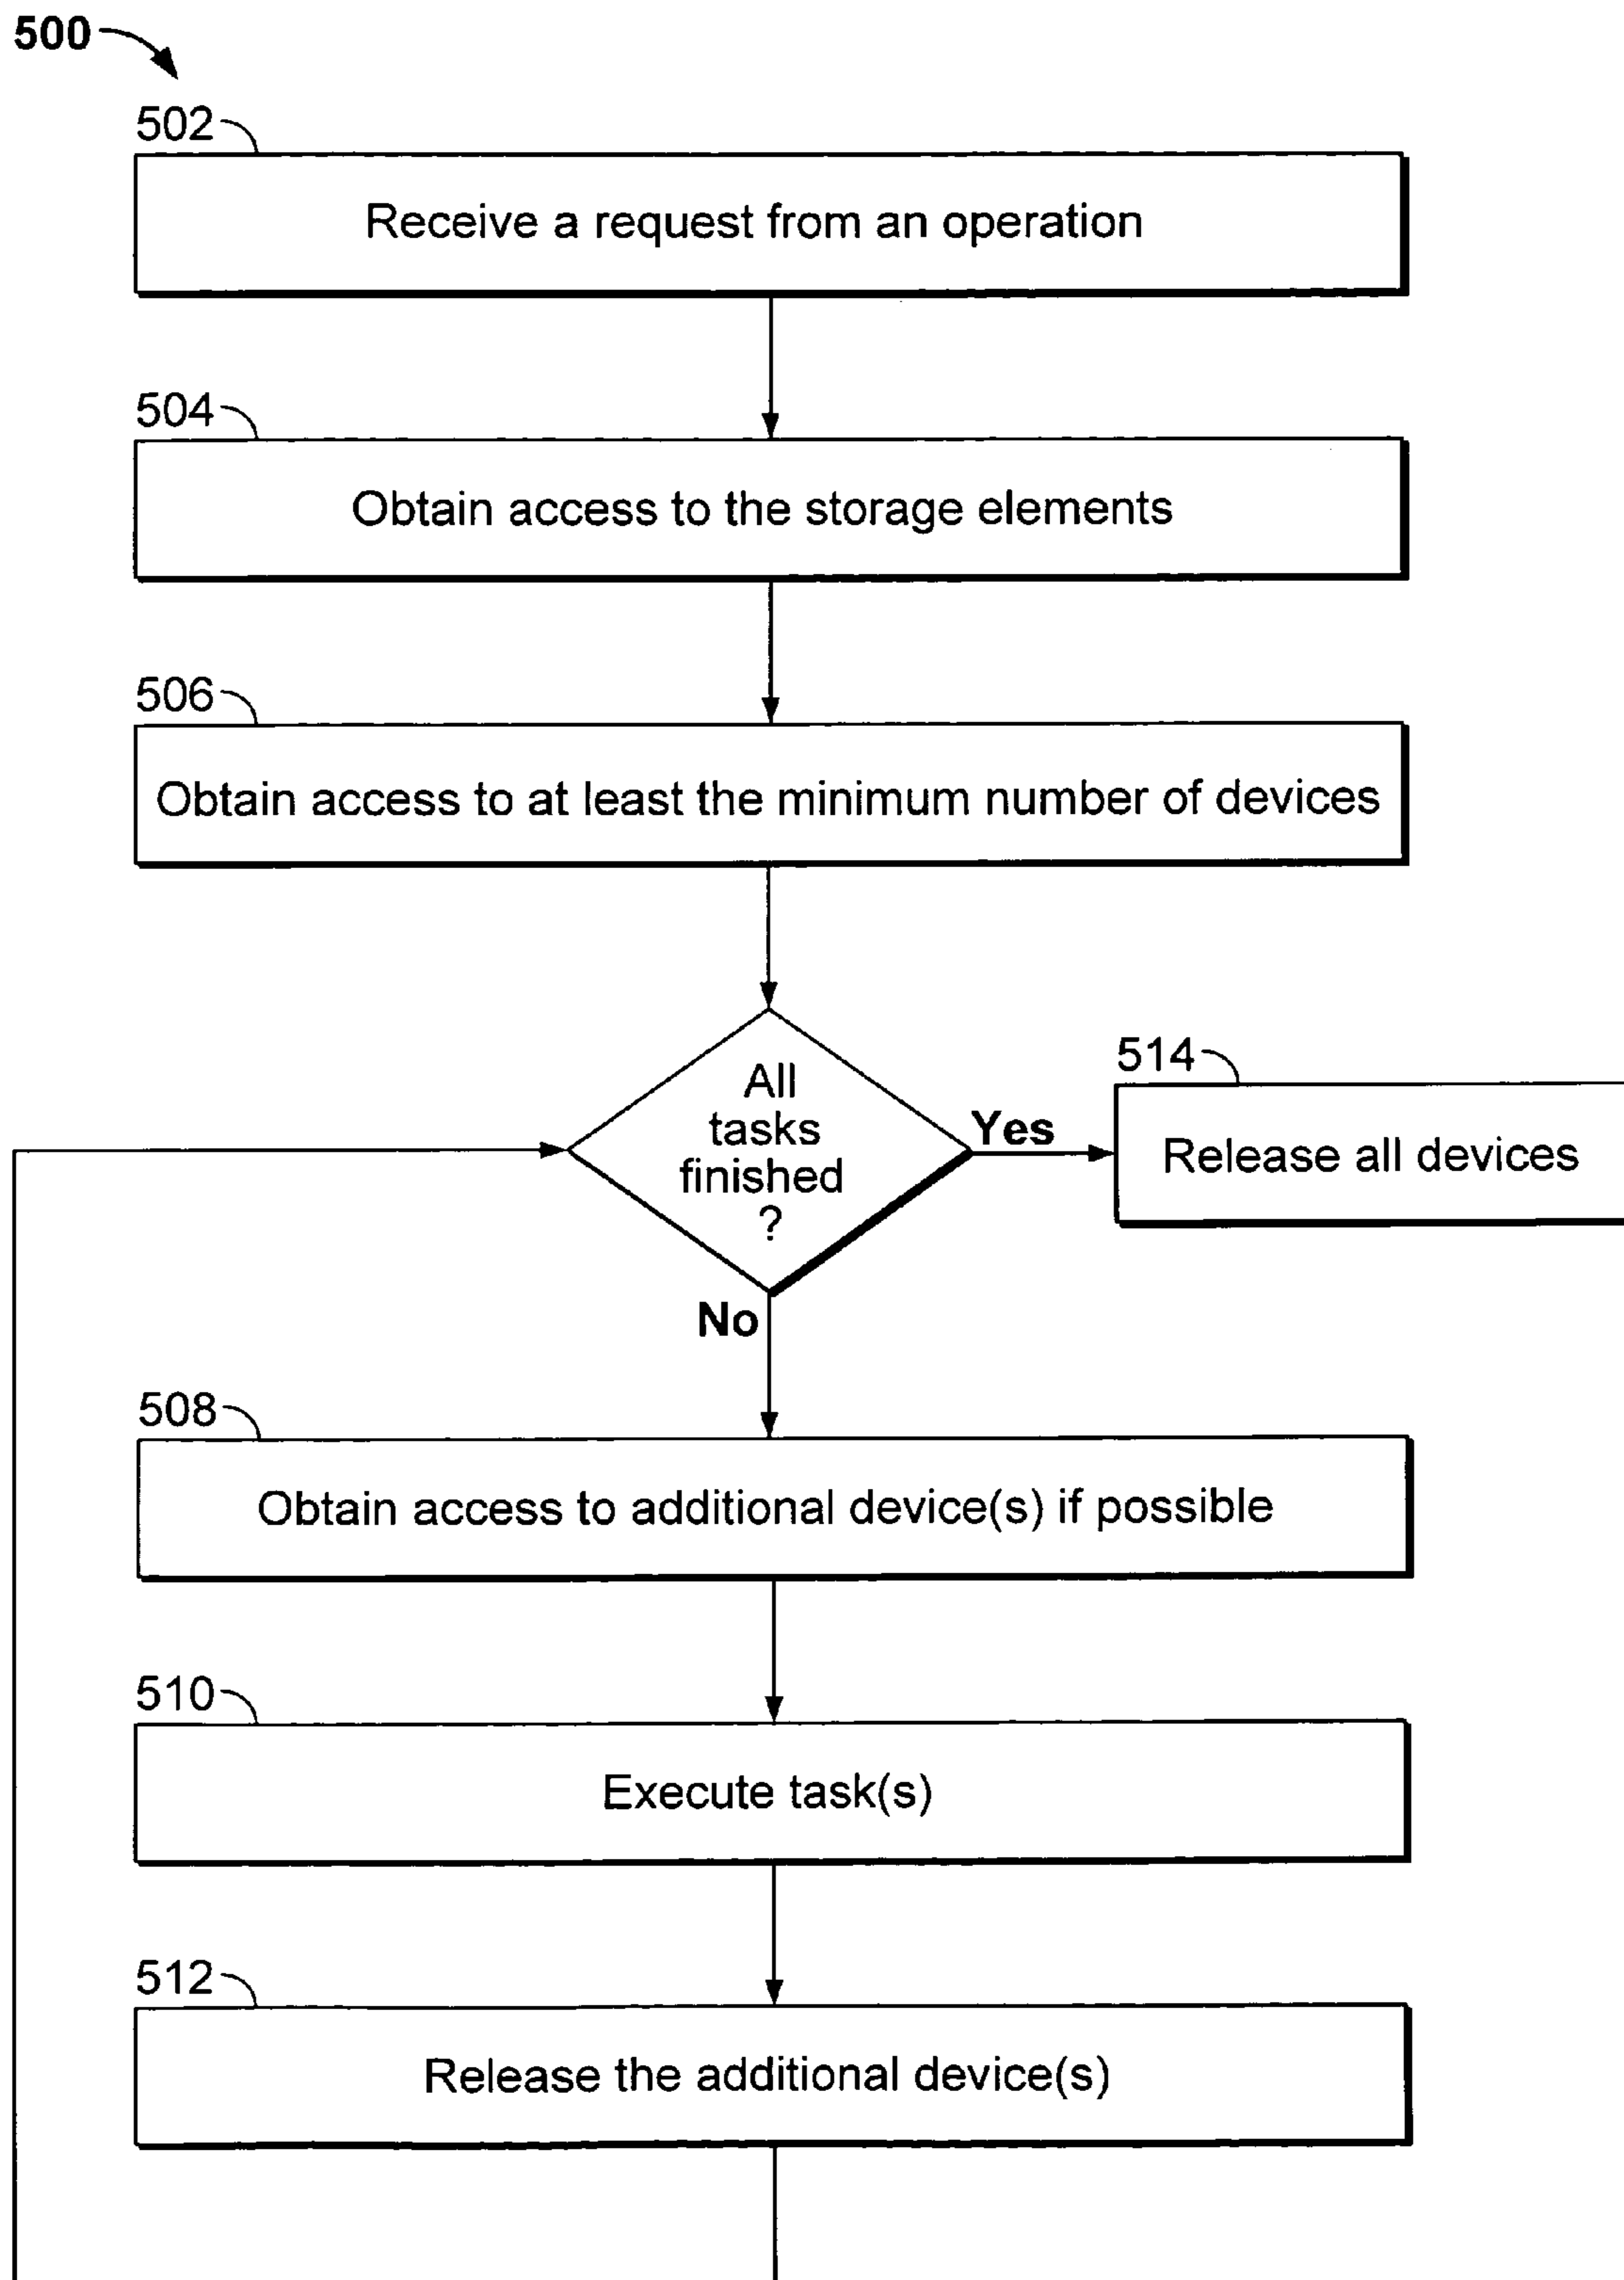 500
502
Receive a request from an operation
504
Obtain access to the storage elements
506
Obtain access to at least the minimum number of devices
All
tasks
finished
?
Yes
514
Release all devices
No
508
Obtain access to additional device(s) if possible
510
Execute task(s)
512
Release the additional device(s)